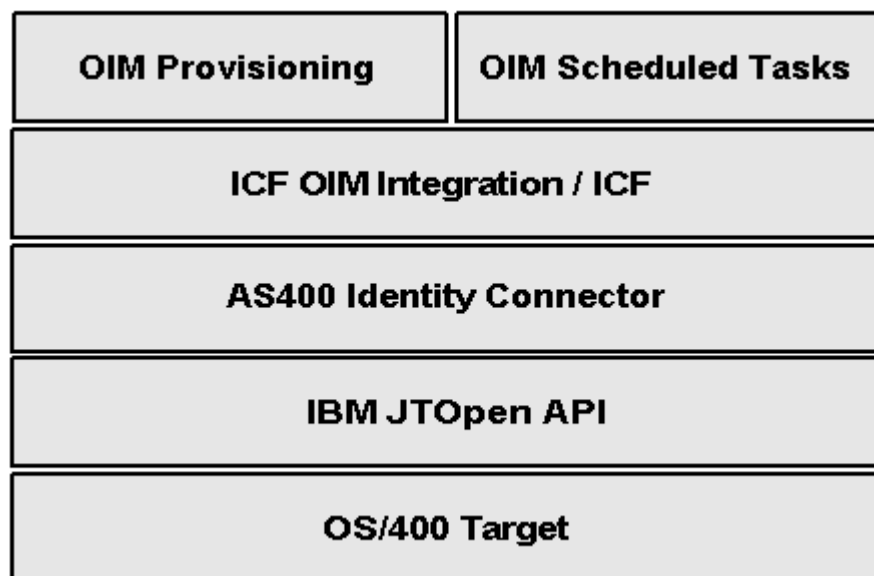 OIM Provisioning
OIM Scheduled Tasks
ICF OIM Integration / ICF
AS400 Identity Connector
IBM JTOpen API
OS/400 Target